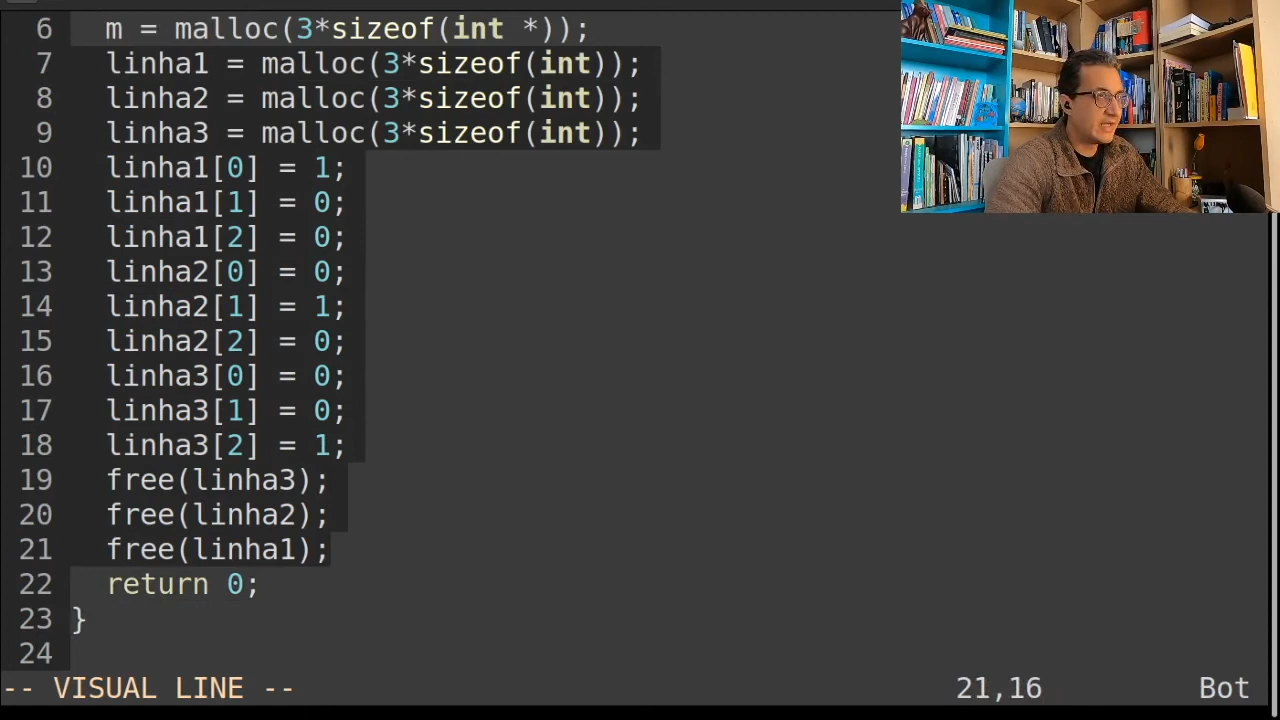 6 m = malloc(3*sizeof(int *));
7 linha1 = malloc(3*sizeof(int));
8 linha2 = malloc(3*sizeof(int));
9 linha3 = malloc(3*sizeof(int));
10 linha1[0] = 1;
11 linha1[1] = 0;
12 linha1[2] = 0;
13 linha2[0] = 0;
14 linha2[1] = 1;
15 linha2[2] = 0;
16 linha3[0] = 0;
17 linha3[1] = 0;
18 linha3[2] = 1;
19 free(linha3);
20 free(linha2);
21 free(linha1);
22 return 0;
23 }
24
-- VISUAL LINE -- 21,16 Bot